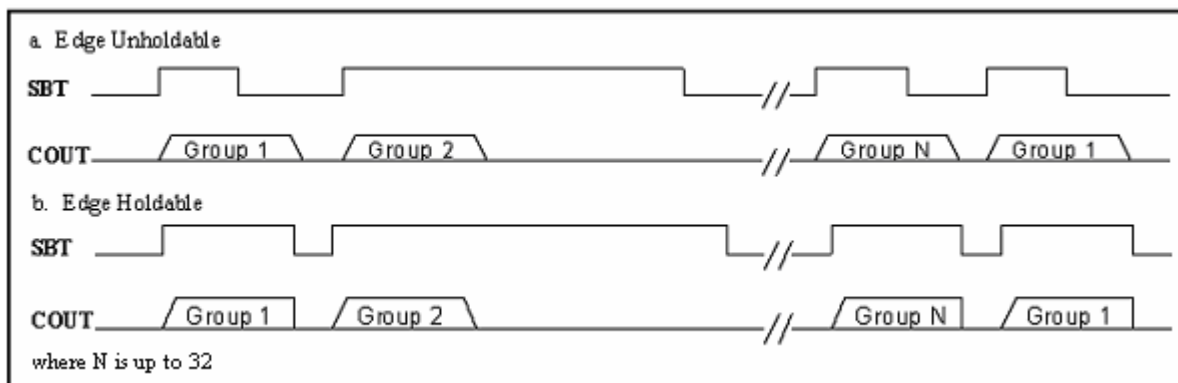 a. Edge Unholdable
SBT
COUT Group 1 Group 2 // Group N Group 1
b. Edge Holdable
SBT
COUT Group 1 Group 2 // Group N Group 1
where N is up to 32